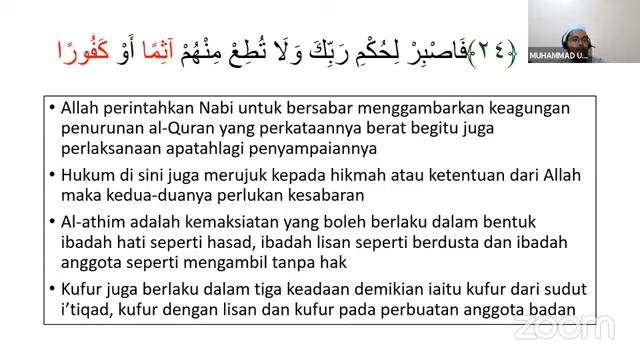 فَاصْبِرْ لِحُكْمِ رَبِّكَ وَلَا تُطِعْ مِنْهُمْ آثِمًا أَوْ كَفُورًا ﴿٢٤﴾
MUHAMMAD U...
• Allah perintahkan Nabi untuk bersabar menggambarkan keagungan
penurunan al-Quran yang perkataannya berat begitu juga
perlaksanaan apatahlagi penyampaiannya
• Hukum di sini juga merujuk kepada hikmah atau ketentuan dari Allah
maka kedua-duanya perlukan kesabaran
• Al-athim adalah kemaksiatan yang boleh berlaku dalam bentuk
ibadah hati seperti hasad, ibadah lisan seperti berdusta dan ibadah
anggota seperti mengambil tanpa hak
• Kufur juga berlaku dalam tiga keadaan demikian iaitu kufur dari sudut
i’tiqad, kufur dengan lisan dan kufur pada perbuatan anggota badan
zoom